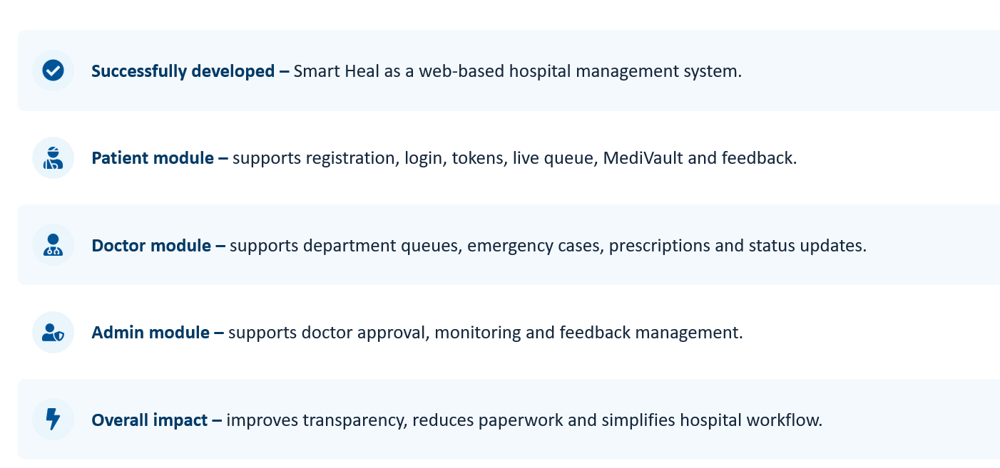 Successfully developed – Smart Heal as a web-based hospital management system.
Patient module – supports registration, login, tokens, live queue, MediVault and feedback.
Doctor module – supports department queues, emergency cases, prescriptions and status updates.
Admin module – supports doctor approval, monitoring and feedback management.
Overall impact – improves transparency, reduces paperwork and simplifies hospital workflow.